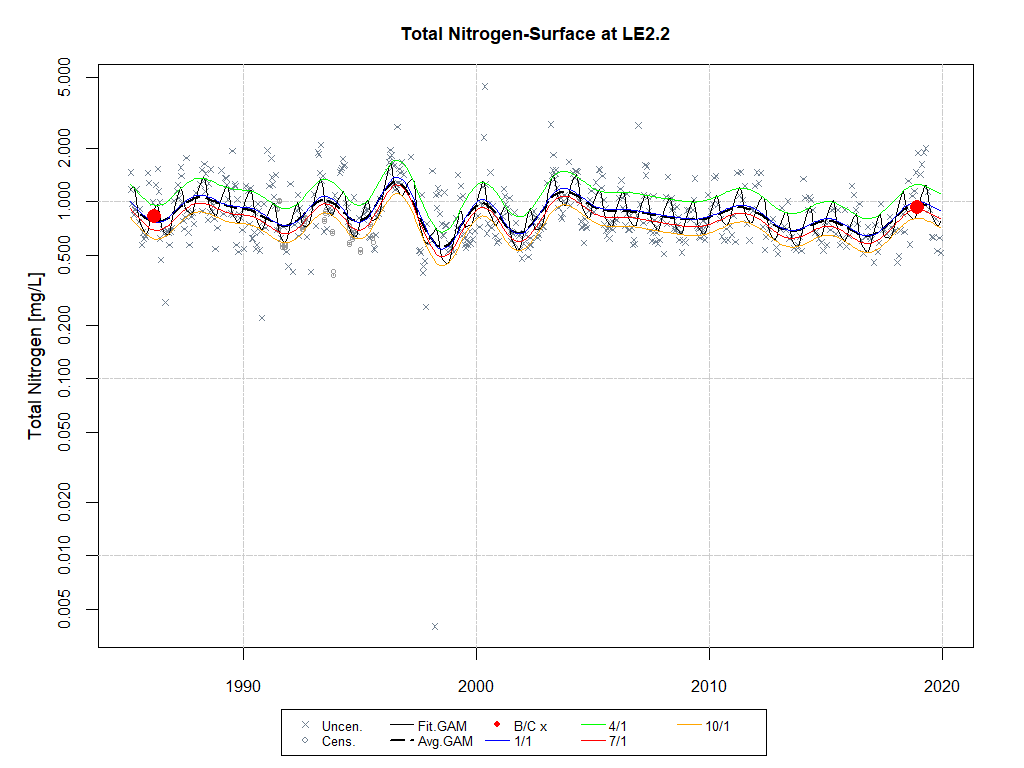 Total Nitrogen-Surface at LE2.2
Total Nitrogen [mg/L]
5.000
2.000
1.000
0.500
0.200
0.100
0.050
0.020
0.010
0.005
1990 2000 2010 2020
Uncen. Fit.GAM B/C x 4/1 10/1
Cens. Avg.GAM 1/1 7/1